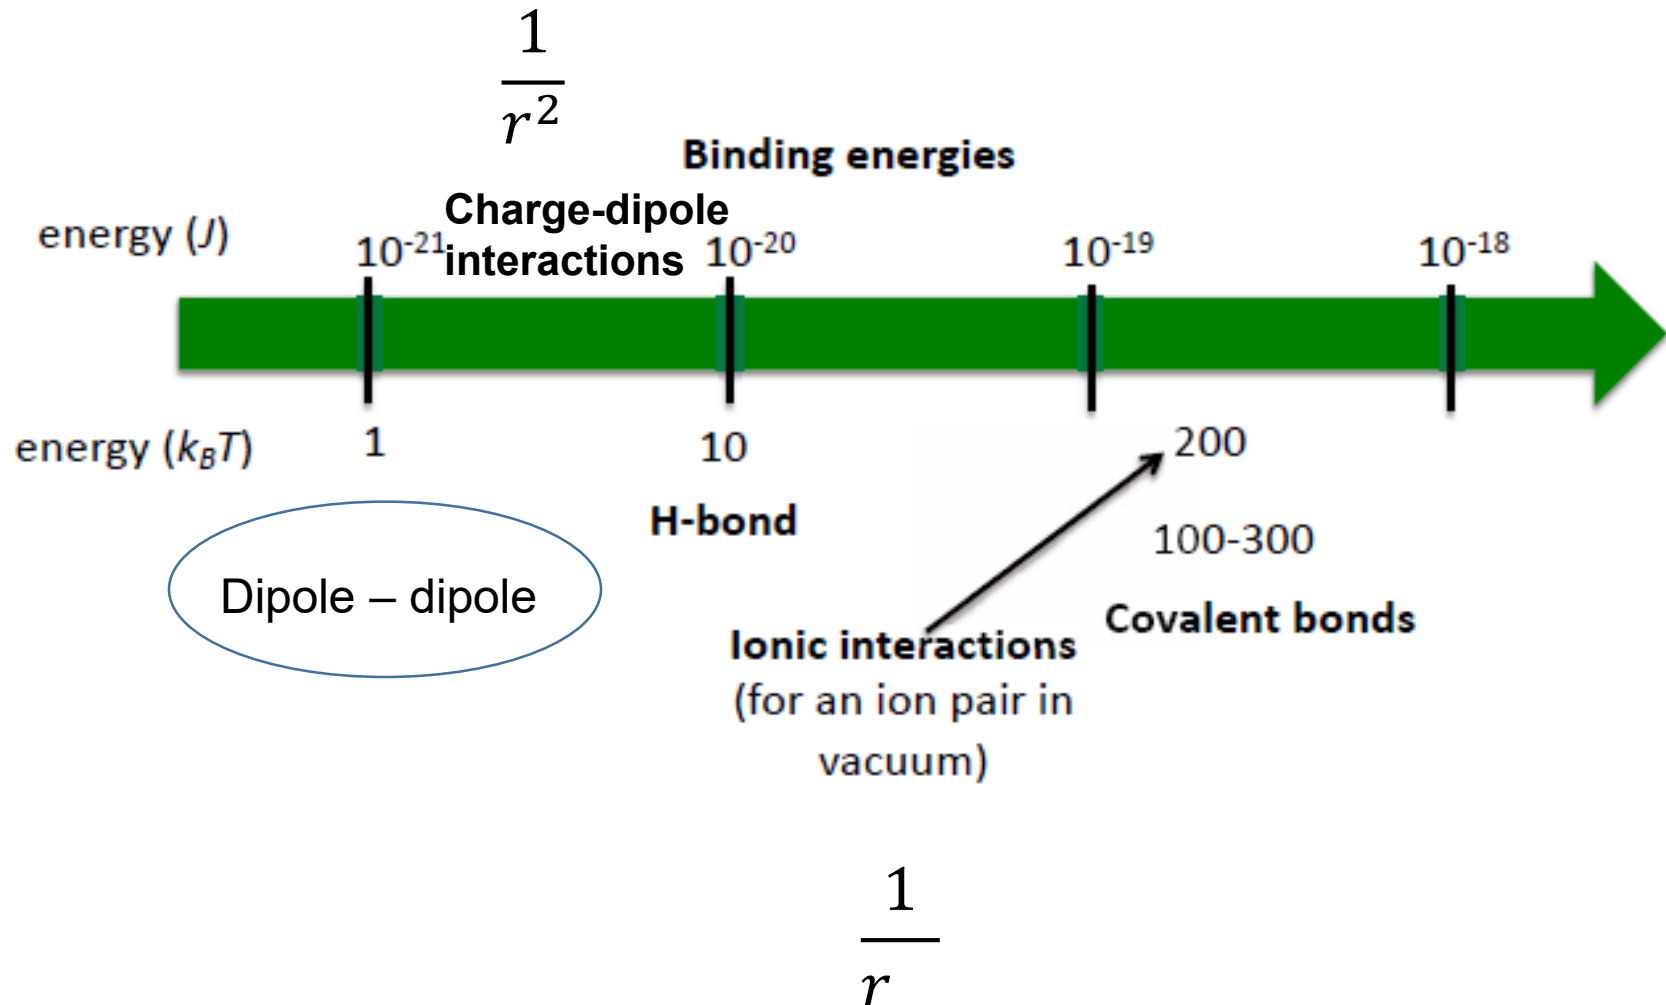 1
r²
Binding energies
Charge-dipole
interactions
energy (J)
10⁻²¹
10⁻²⁰
10⁻¹⁹
10⁻¹⁸
energy (k_BT)
1
10
200
H-bond
100-300
Dipole – dipole
Covalent bonds
Ionic interactions
(for an ion pair in
vacuum)
1
r